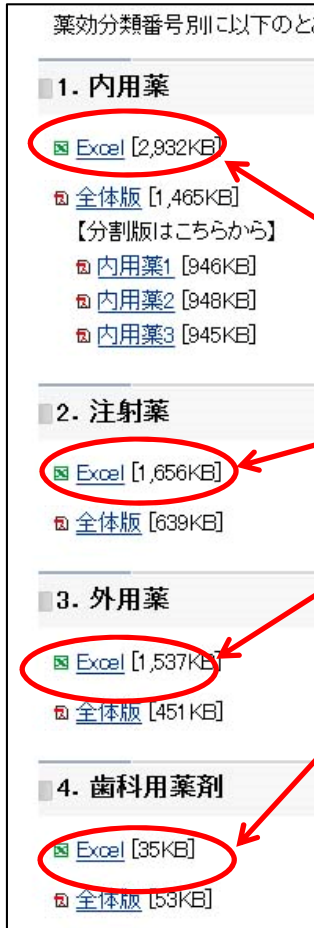 薬効分類番号別に以下のと
1. 内用薬
Excel [2,932KB]
全体版 [1,465KB]
【分割版はこちらから】
内用薬1 [946KB]
内用薬2 [948KB]
内用薬3 [945KB]
2. 注射薬
Excel [1,656KB]
全体版 [639KB]
3. 外用薬
Excel [1,537KB]
全体版 [451KB]
4. 歯科用薬剤
Excel [35KB]
全体版 [53KB]